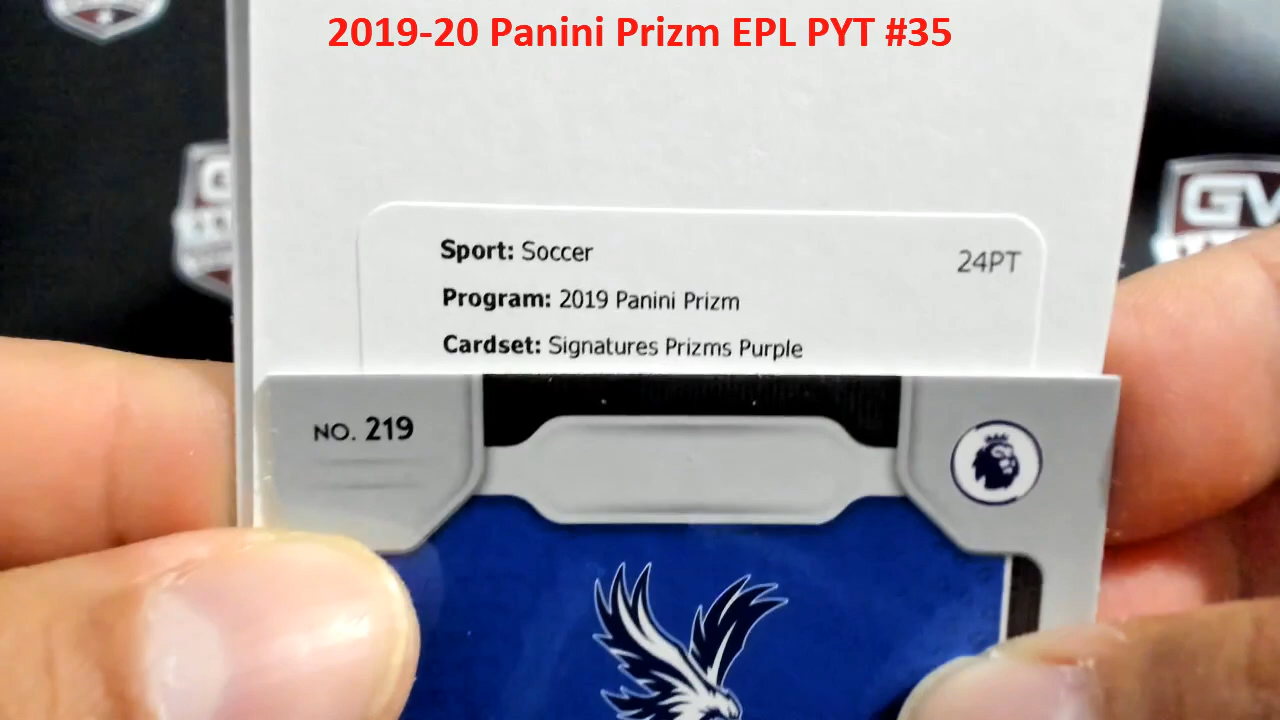 2019-20 Panini Prizm EPL PYT #35
Sport: Soccer
24PT
Program: 2019 Panini Prizm
Cardset: Signatures Prizms Purple
NO. 219
GV